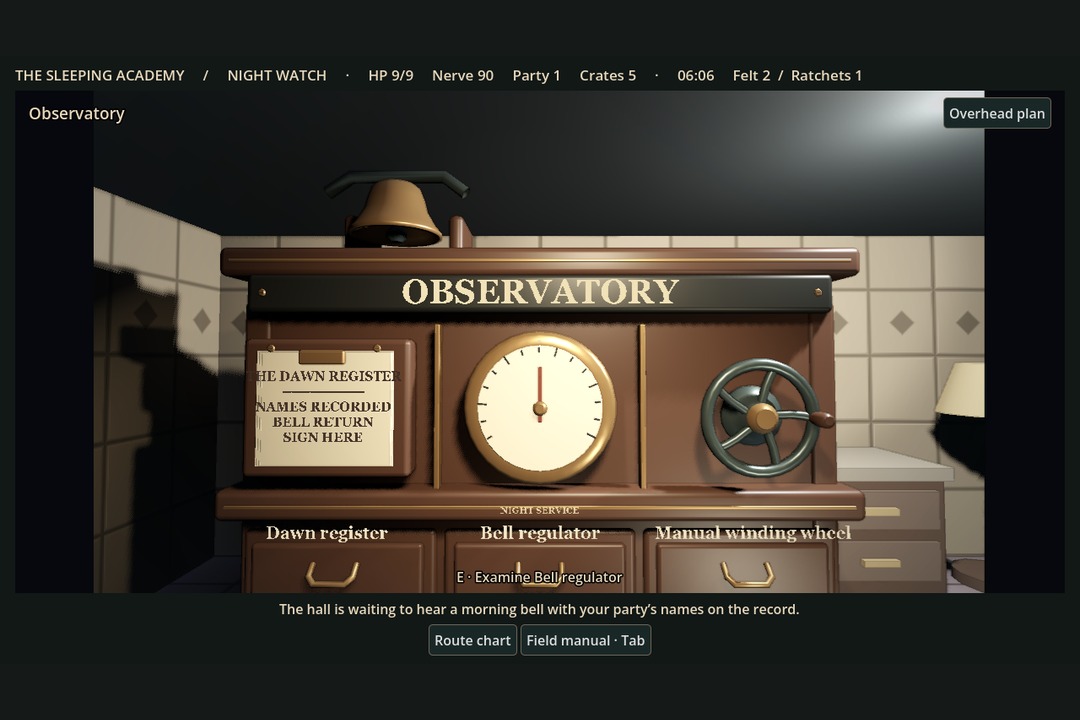 THE SLEEPING ACADEMY / NIGHT WATCH · HP 9/9 Nerve 90 Party 1 Crates 5 · 06:06 Felt 2 / Ratchets 1
Observatory
Overhead plan
OBSERVATORY
HE DAWN REGISTER
NAMES RECORDED
BELL RETURN
SIGN HERE
NIGHT SERVICE
Dawn register
Bell regulator
Manual winding wheel
E · Examine Bell regulator
The hall is waiting to hear a morning bell with your party’s names on the record.
Route chart
Field manual · Tab